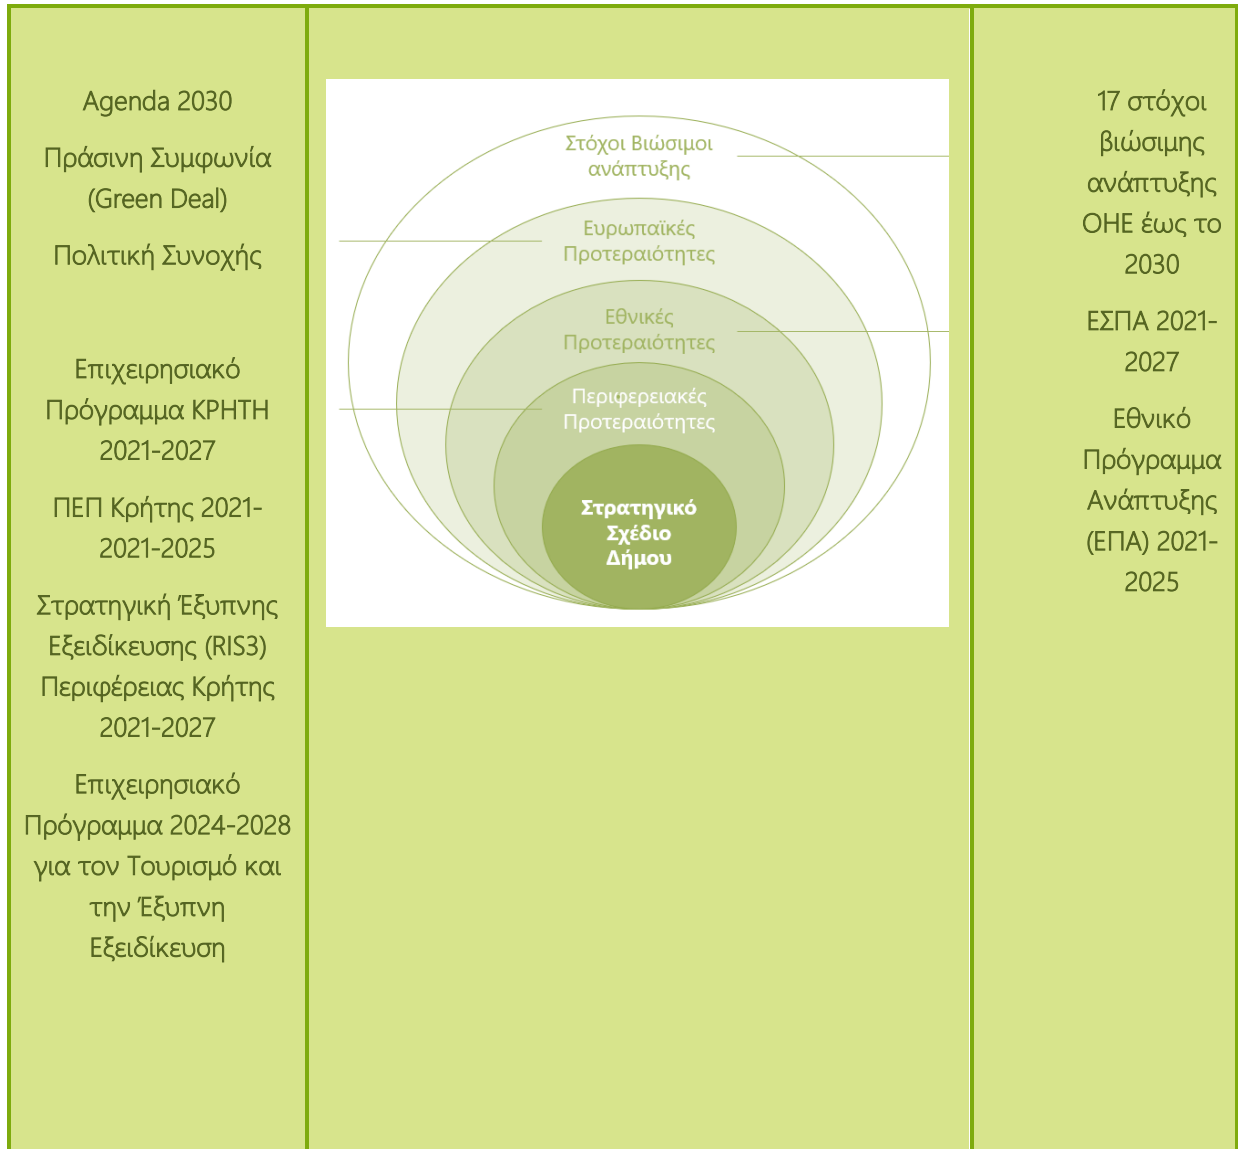 Agenda 2030
Πράσινη Συμφωνία
(Green Deal)
Πολιτική Συνοχής
Επιχειρησιακό
Πρόγραμμα ΚΡΗΤΗ
2021-2027
ΠΕΠ Κρήτης 2021-
2021-2025
Στρατηγική Έξυπνης
Εξειδίκευσης (RIS3)
Περιφέρειας Κρήτης
2021-2027
Επιχειρησιακό
Πρόγραμμα 2024-2028
για τον Τουρισμό και
την Έξυπνη
Εξειδίκευση
Στόχοι Βιώσιμοι
ανάπτυξης
Ευρωπαϊκές
Προτεραιότητες
Εθνικές
Προτεραιότητες
Περιφερειακές
Προτεραιότητες
Στρατηγικό
Σχέδιο
Δήμου
17 στόχοι
βιώσιμης
ανάπτυξης
ΟΗΕ έως το
2030
ΕΣΠΑ 2021-
2027
Εθνικό
Πρόγραμμα
Ανάπτυξης
(ΕΠΑ) 2021-
2025